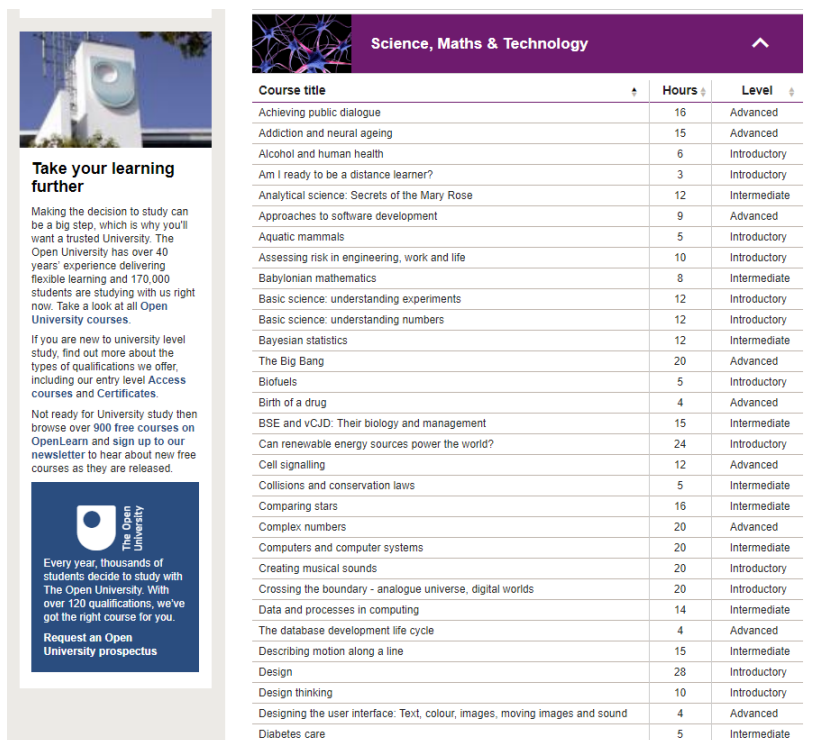 Take your learning
further
Making the decision to study can
be a big step, which is why you'll
want a trusted University. The
Open University has over 40
years' experience delivering
flexible learning and 170,000
students are studying with us right
now. Take a look at all Open
University courses.
If you are new to university level
study, find out more about the
types of qualifications we offer,
including our entry level Access
courses and Certificates.
Not ready for University study then
browse over 900 free courses on
OpenLearn and sign up to our
newsletter to hear about new free
courses as they are released.
The Open
University
Every year, thousands of
students decide to study with
The Open University. With
over 120 qualifications, we've
got the right course for you.
Request an Open
University prospectus
Science, Maths & Technology
Course title Hours Level
Achieving public dialogue 16 Advanced
Addiction and neural ageing 15 Advanced
Alcohol and human health 6 Introductory
Am I ready to be a distance learner? 3 Introductory
Analytical science: Secrets of the Mary Rose 12 Intermediate
Approaches to software development 9 Advanced
Aquatic mammals 5 Introductory
Assessing risk in engineering, work and life 10 Introductory
Babylonian mathematics 8 Intermediate
Basic science: understanding experiments 12 Introductory
Basic science: understanding numbers 12 Introductory
Bayesian statistics 12 Intermediate
The Big Bang 20 Advanced
Biofuels 5 Introductory
Birth of a drug 4 Advanced
BSE and vCJD: Their biology and management 15 Intermediate
Can renewable energy sources power the world? 24 Introductory
Cell signalling 12 Advanced
Collisions and conservation laws 5 Intermediate
Comparing stars 16 Intermediate
Complex numbers 20 Advanced
Computers and computer systems 20 Intermediate
Creating musical sounds 20 Introductory
Crossing the boundary - analogue universe, digital worlds 20 Introductory
Data and processes in computing 14 Intermediate
The database development life cycle 4 Advanced
Describing motion along a line 15 Intermediate
Design 28 Introductory
Design thinking 10 Introductory
Designing the user interface: Text, colour, images, moving images and sound 4 Advanced
Diabetes care 5 Intermediate